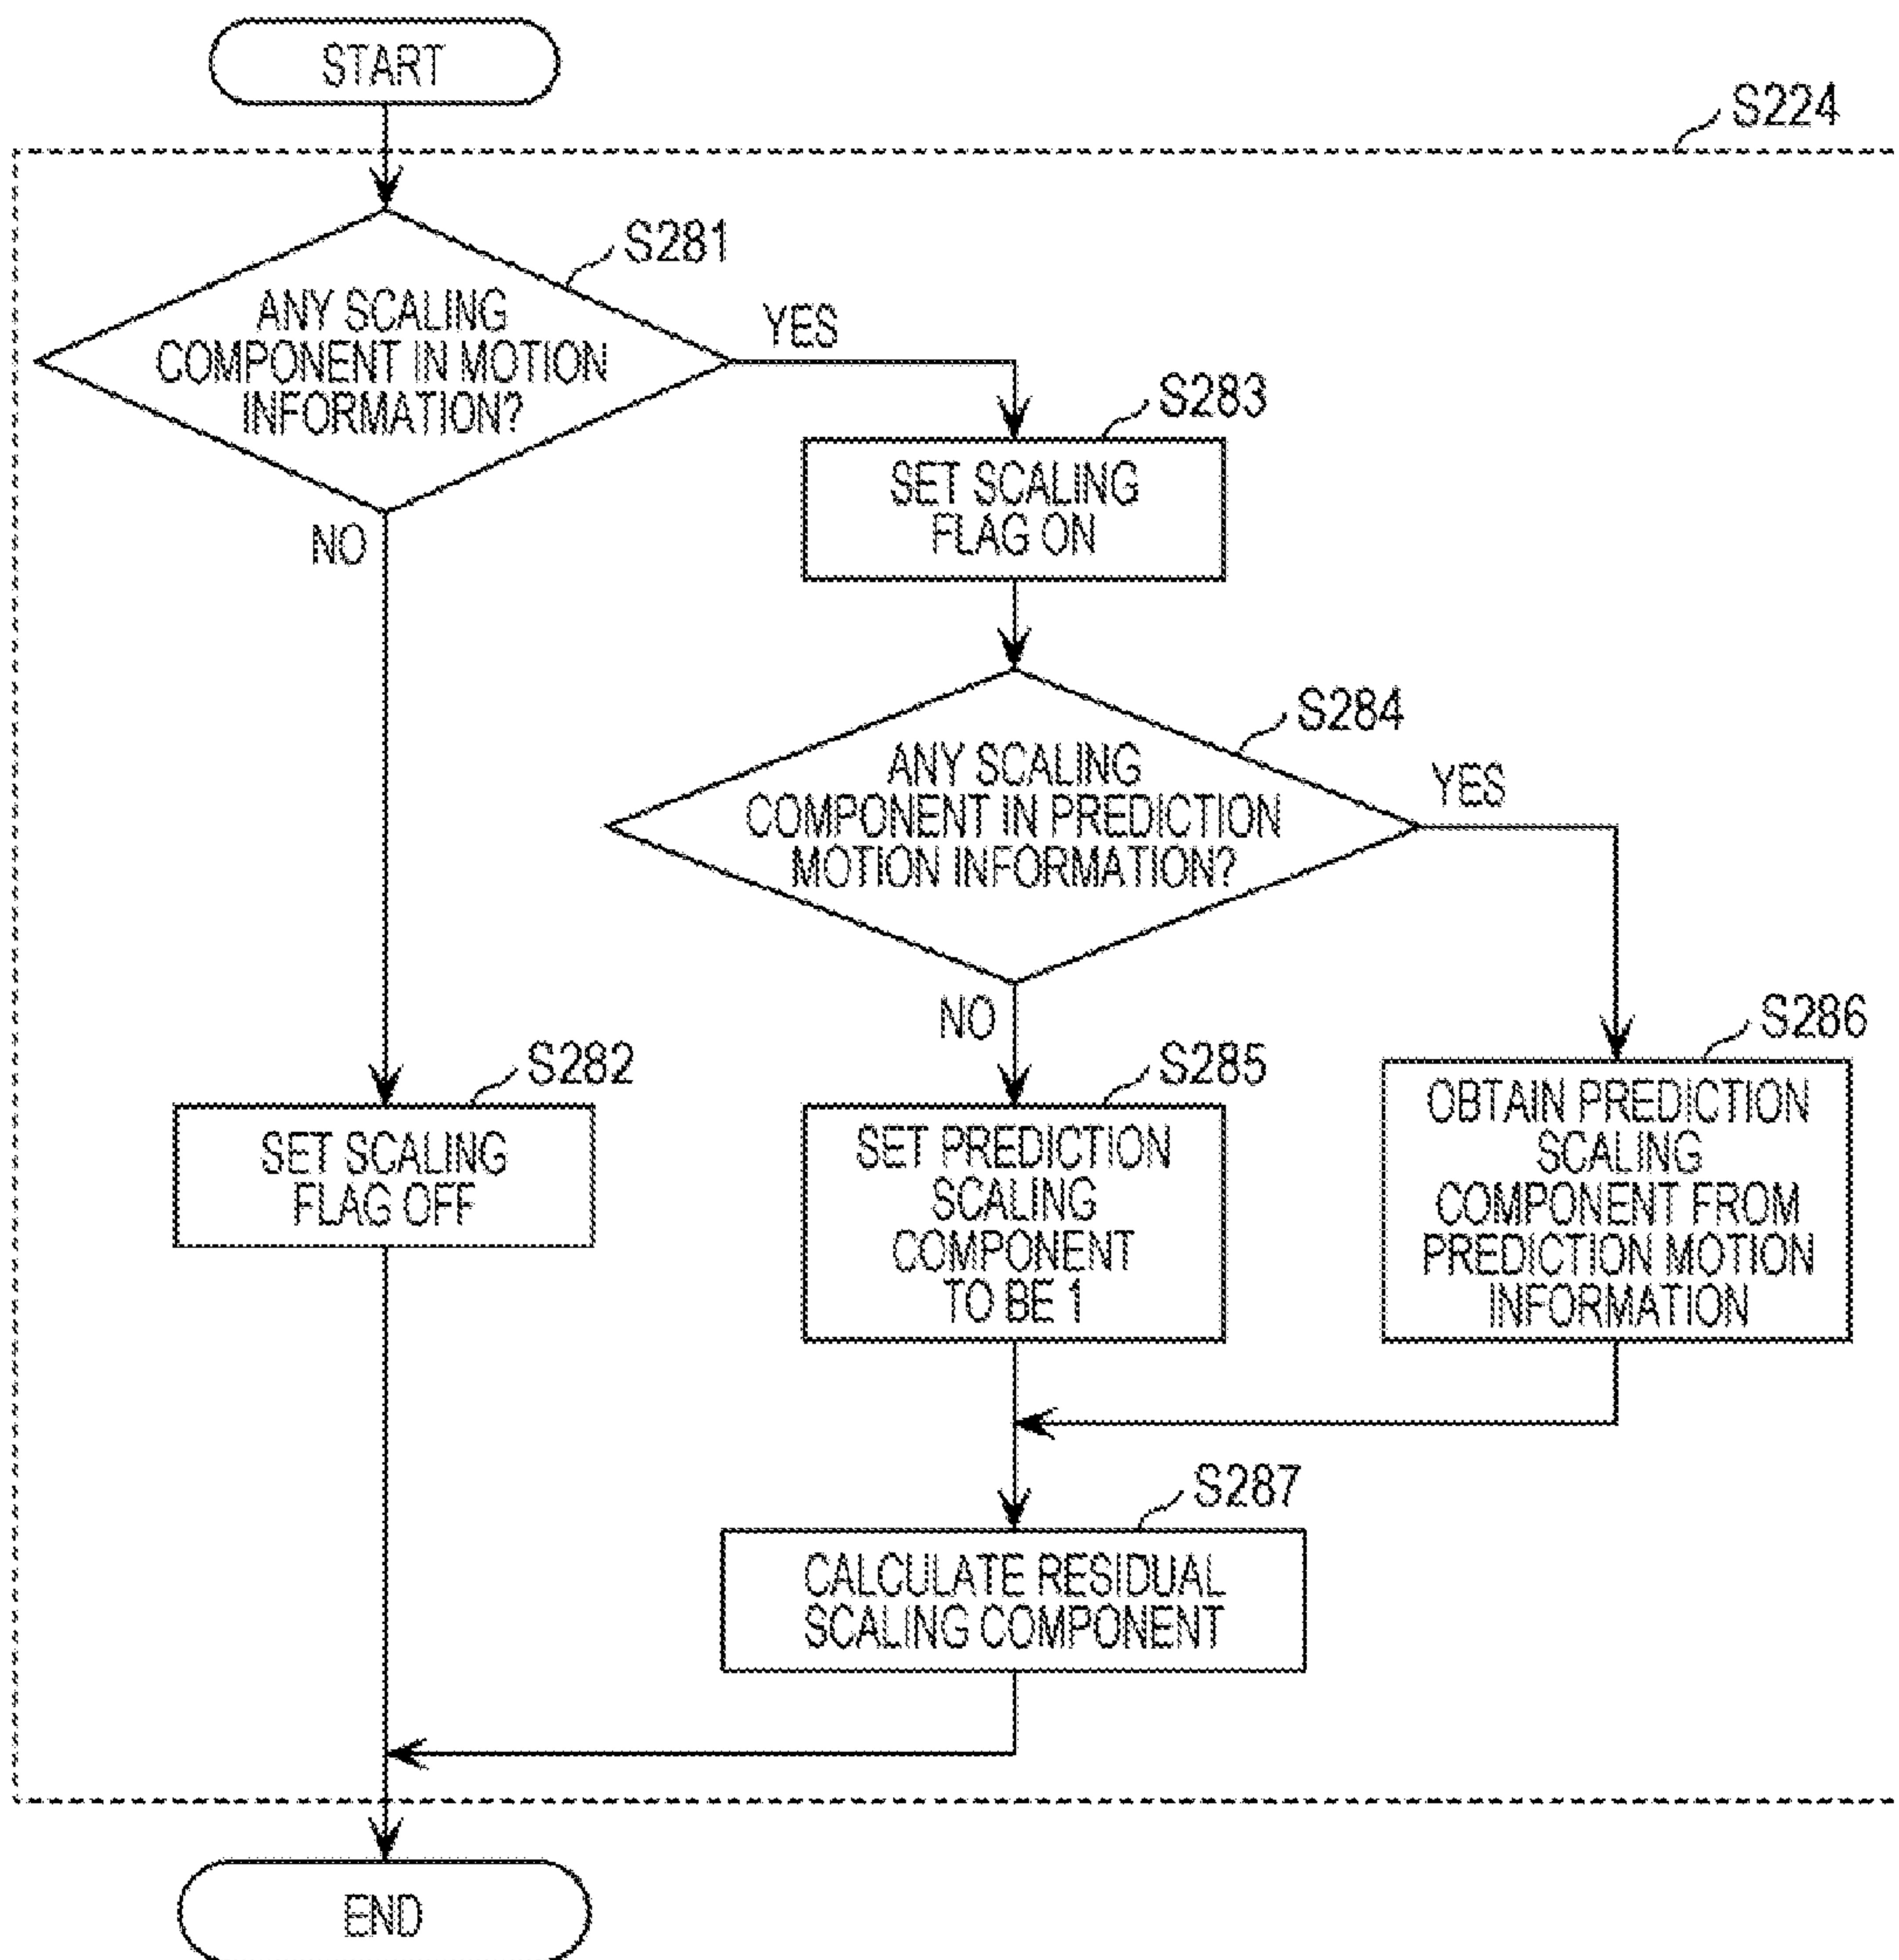 START
S224
S281
ANY SCALING
COMPONENT IN MOTION
INFORMATION?
YES
NO
S283
SET SCALING
FLAG ON
S284
ANY SCALING
COMPONENT IN PREDICTION
MOTION INFORMATION?
YES
NO
S282
SET SCALING
FLAG OFF
S285
SET PREDICTION
SCALING
COMPONENT
TO BE 1
S286
OBTAIN PREDICTION
SCALING
COMPONENT FROM
PREDICTION MOTION
INFORMATION
S287
CALCULATE RESIDUAL
SCALING COMPONENT
END